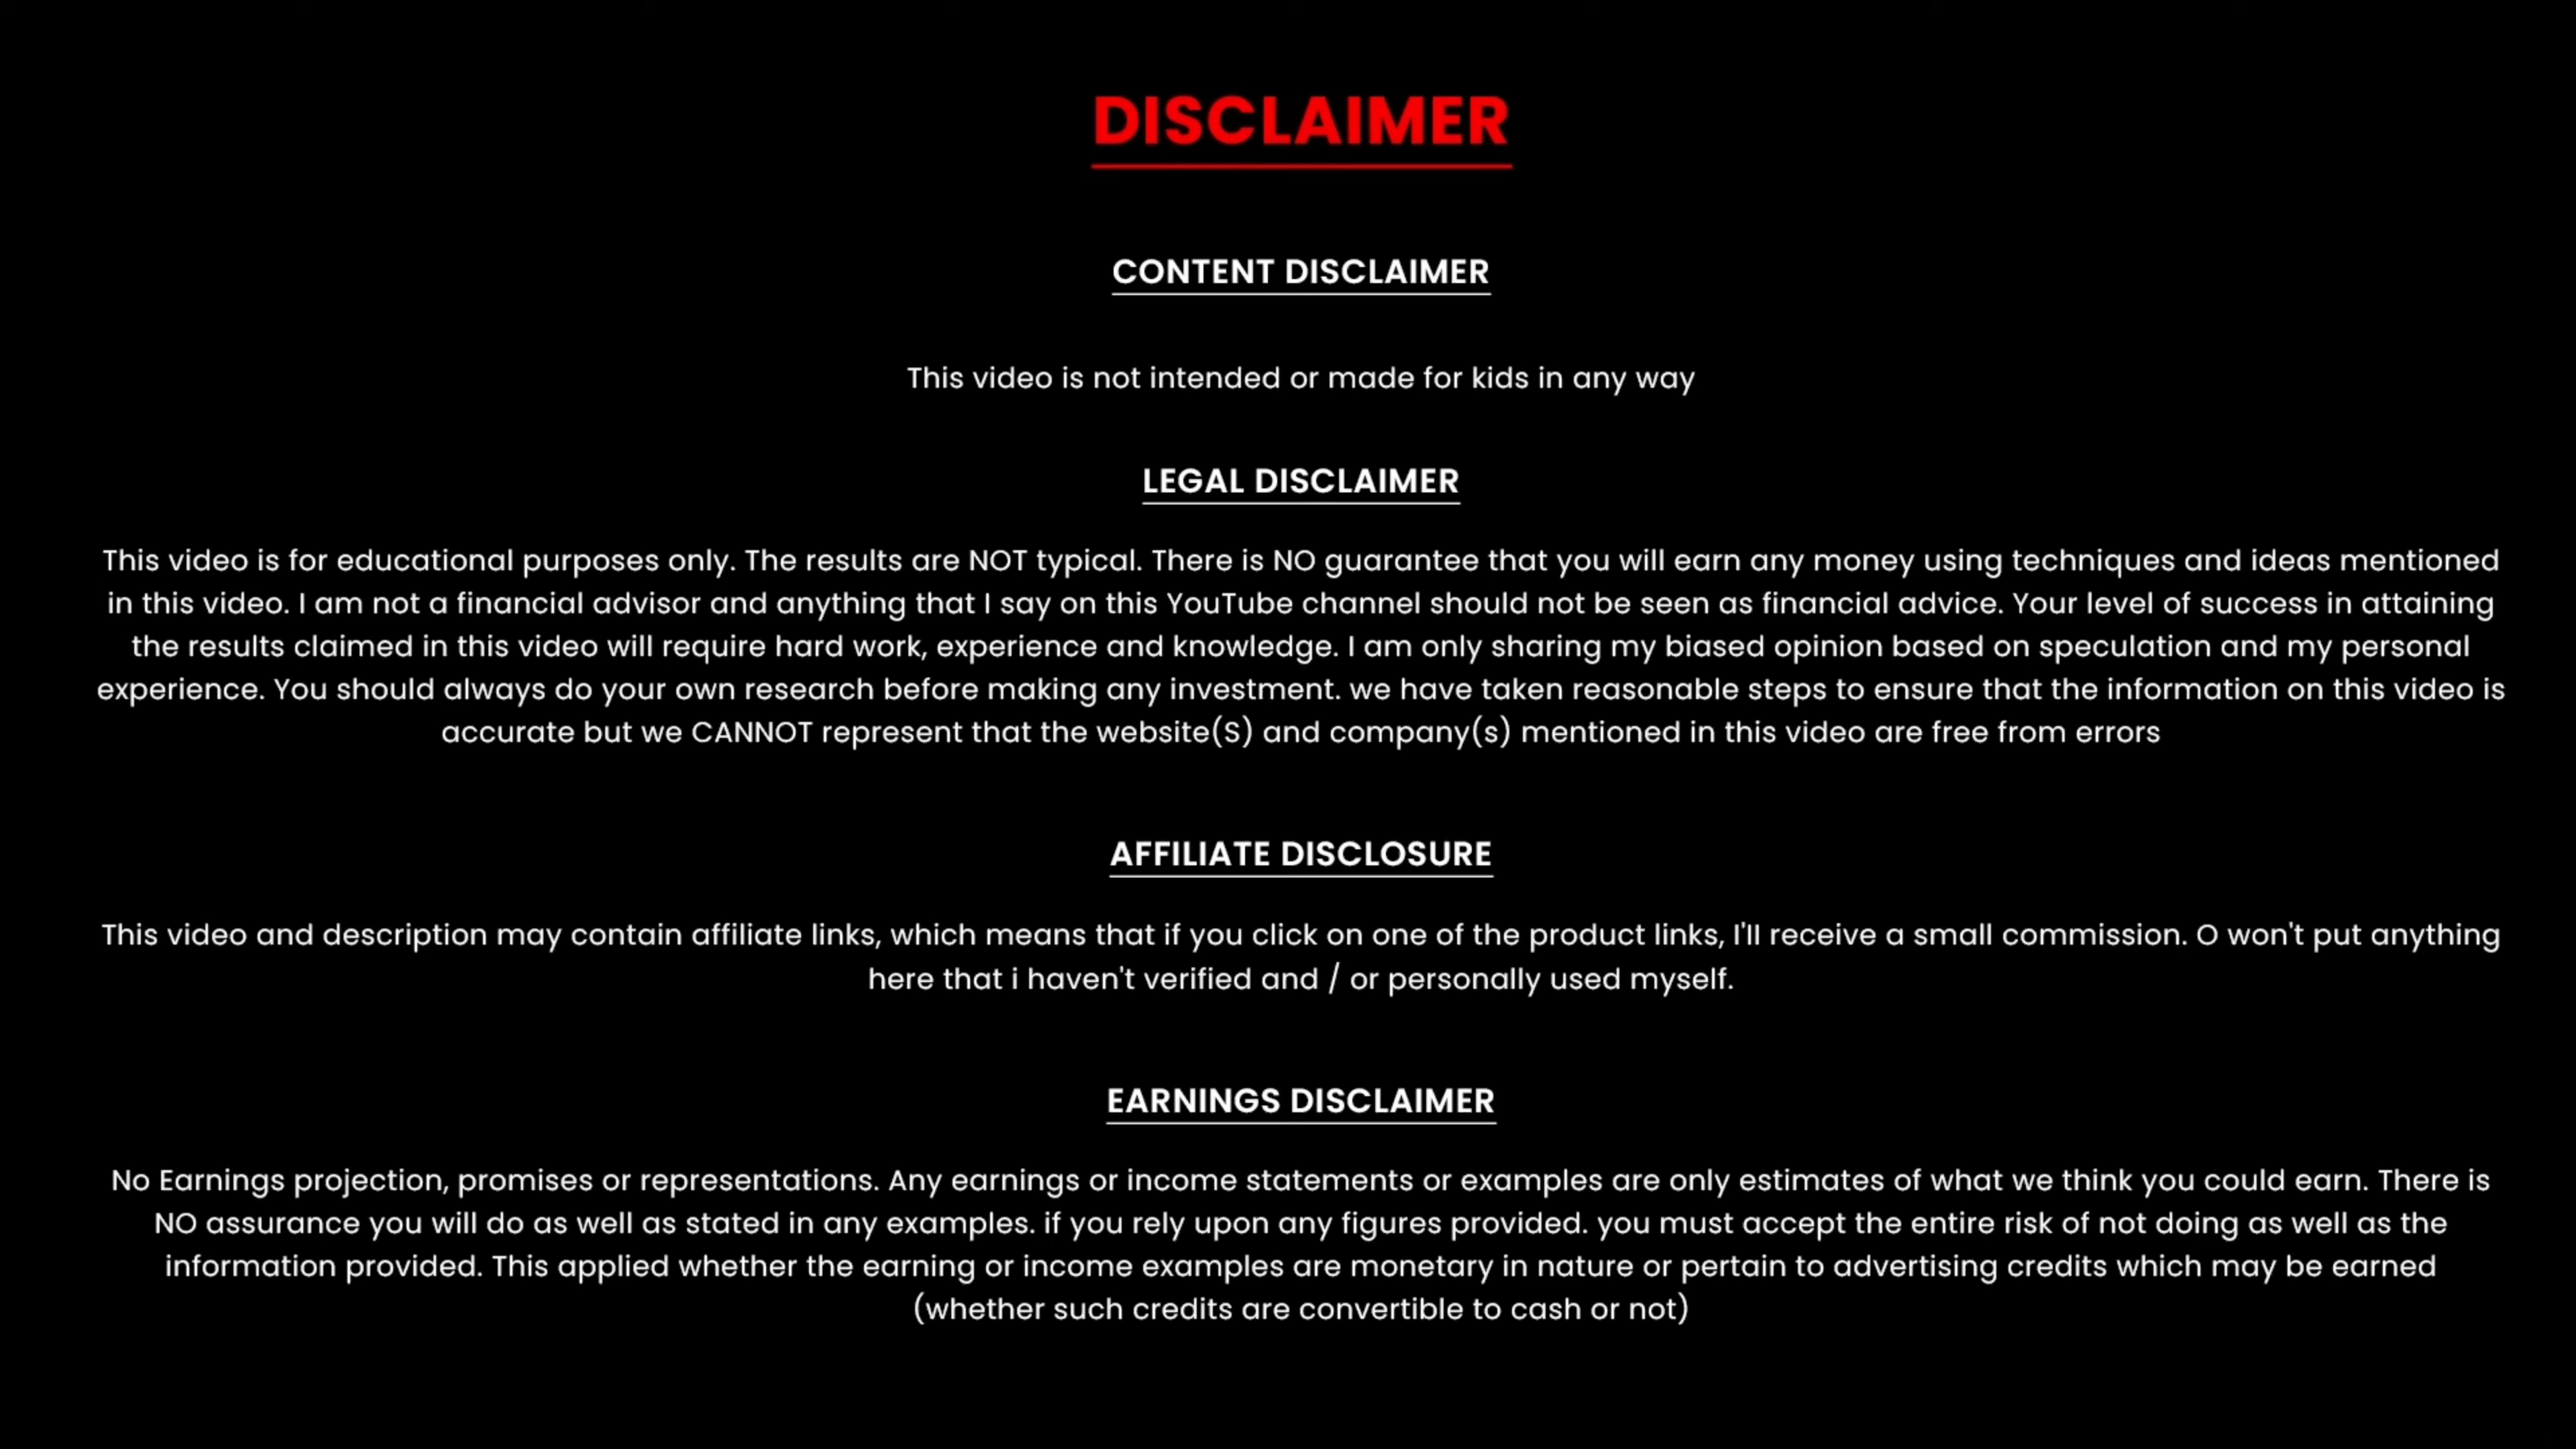 DISCLAIMER
CONTENT DISCLAIMER
This video is not intended or made for kids in any way
LEGAL DISCLAIMER
This video is for educational purposes only. The results are NOT typical. There is NO guarantee that you will earn any money using techniques and ideas mentioned
in this video. I am not a financial advisor and anything that I say on this YouTube channel should not be seen as financial advice. Your level of success in attaining
the results claimed in this video will require hard work, experience and knowledge. I am only sharing my biased opinion based on speculation and my personal
experience. You should always do your own research before making any investment. we have taken reasonable steps to ensure that the information on this video is
accurate but we CANNOT represent that the website(S) and company(s) mentioned in this video are free from errors
AFFILIATE DISCLOSURE
This video and description may contain affiliate links, which means that if you click on one of the product links, I'll receive a small commission. O won't put anything
here that i haven't verified and / or personally used myself.
EARNINGS DISCLAIMER
No Earnings projection, promises or representations. Any earnings or income statements or examples are only estimates of what we think you could earn. There is
NO assurance you will do as well as stated in any examples. if you rely upon any figures provided. you must accept the entire risk of not doing as well as the
information provided. This applied whether the earning or income examples are monetary in nature or pertain to advertising credits which may be earned
(whether such credits are convertible to cash or not)